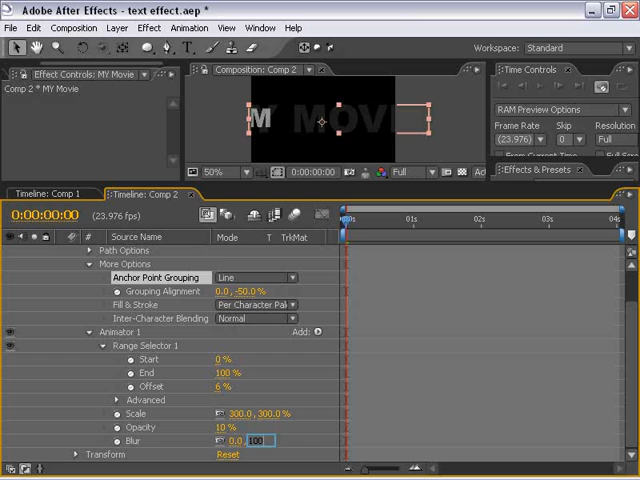 Adobe After Effects - text effect.aep *
File Edit Composition Layer Effect Animation View Window Help
Workspace: Standard
Effect Controls: MY Movie
Composition: Comp 2
Time Controls
Comp 2 * MY Movie
RAM Preview Options
Frame Rate Skip Resolution
(23.976) 0 Full
From Current Time
MY MOVI
50% 0:00:00:00 Full
Effects & Presets
Timeline: Comp 1 Timeline: Comp 2
0:00:00:00 (23.976 fps)
01s 02s 03s 04s
# Source Name Mode T TrkMat
Path Options
More Options
Anchor Point Grouping Line
Grouping Alignment 0.0, -50.0 %
Fill & Stroke Per Character Pal
Inter-Character Blending Normal
Animator 1 Add:
Range Selector 1
Start 0 %
End 100 %
Offset 6 %
Advanced
Scale 300.0, 300.0 %
Opacity 10 %
Blur 0.0, 100
Transform Reset